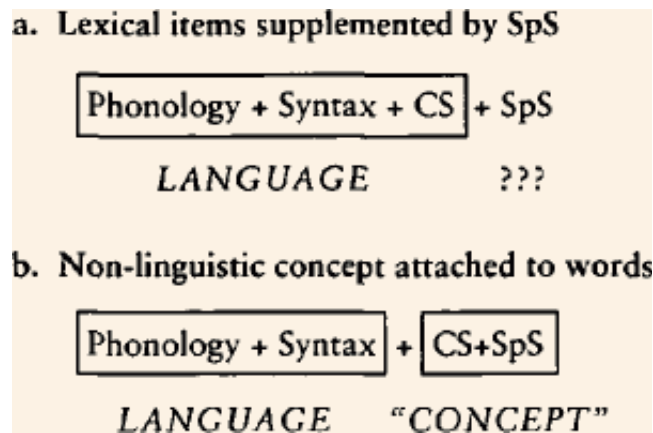 a. Lexical items supplemented by SpS
Phonology + Syntax + CS + SpS
LANGUAGE ???
b. Non-linguistic concept attached to words
Phonology + Syntax + CS+SpS
LANGUAGE "CONCEPT"